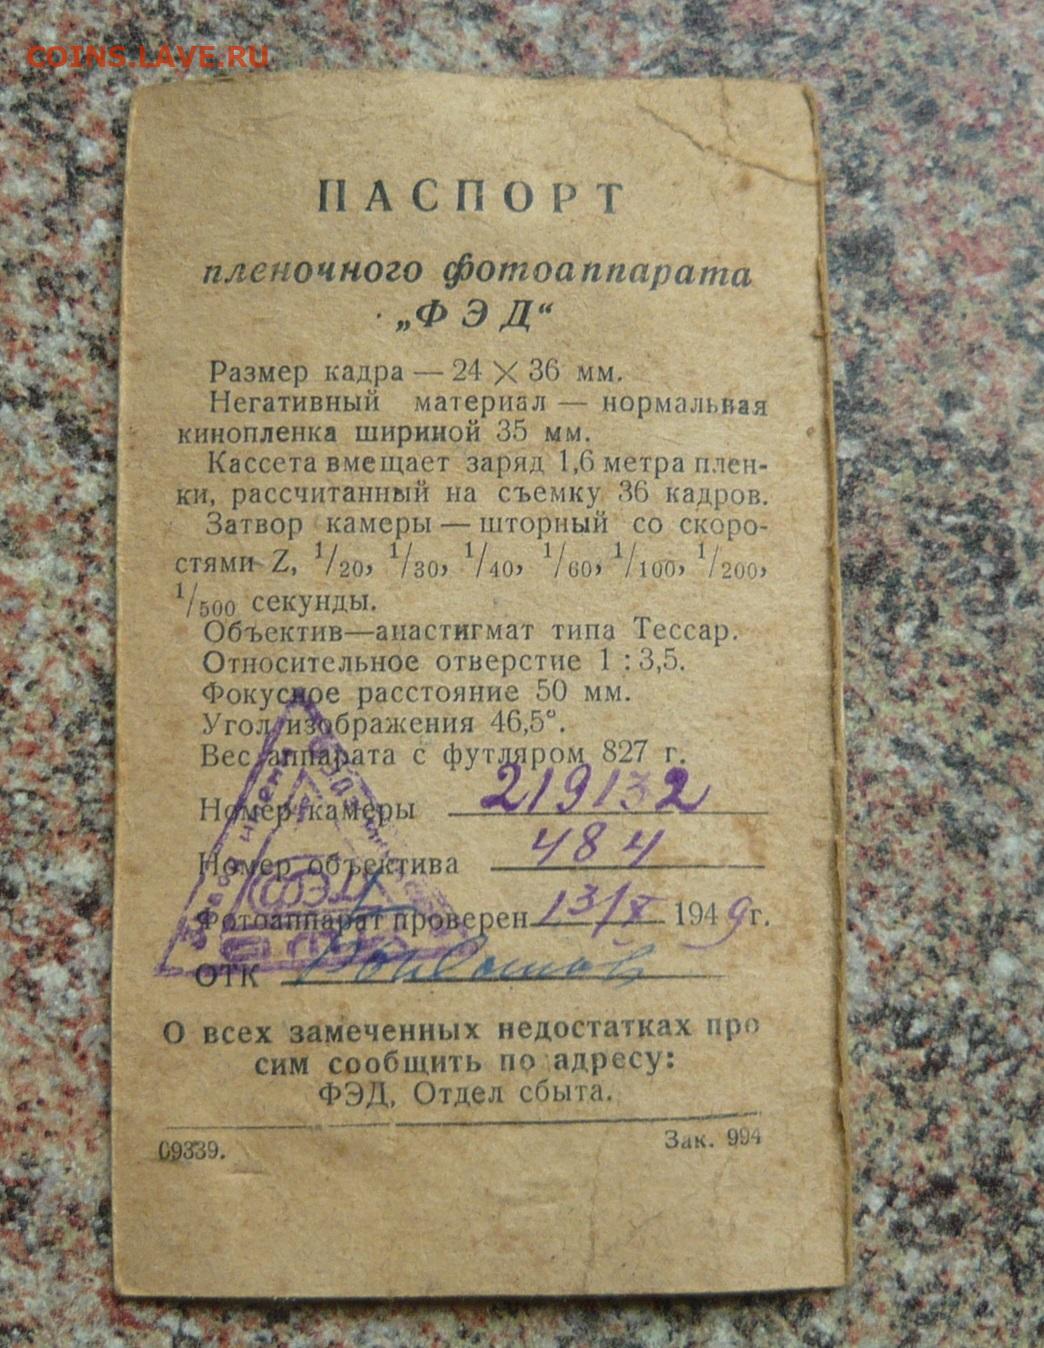 COINS.LAVE.RU
ПАСПОРТ
пленочного фотоаппарата
„ФЭД“
Размер кадра — 24 × 36 мм.
Негативный материал — нормальная
кинопленка шириной 35 мм.
Кассета вмещает заряд 1,6 метра плен-
ки, рассчитанный на съемку 36 кадров.
Затвор камеры — шторный со скоро-
стями Z, 1/20, 1/30, 1/40, 1/60, 1/100, 1/200,
1/500 секунды.
Объектив—анастигмат типа Тессар.
Относительное отверстие 1 : 3,5.
Фокусное расстояние 50 мм.
Угол изображения 46,5°.
Вес аппарата с футляром 827 г.
Номер камеры 219132
Номер объектива 484
Фотоаппарат проверен 13/X 1949 г.
ОТК
ФЭД
О всех замеченных недостатках про
сим сообщить по адресу:
ФЭД, Отдел сбыта.
С9339. Зак. 994